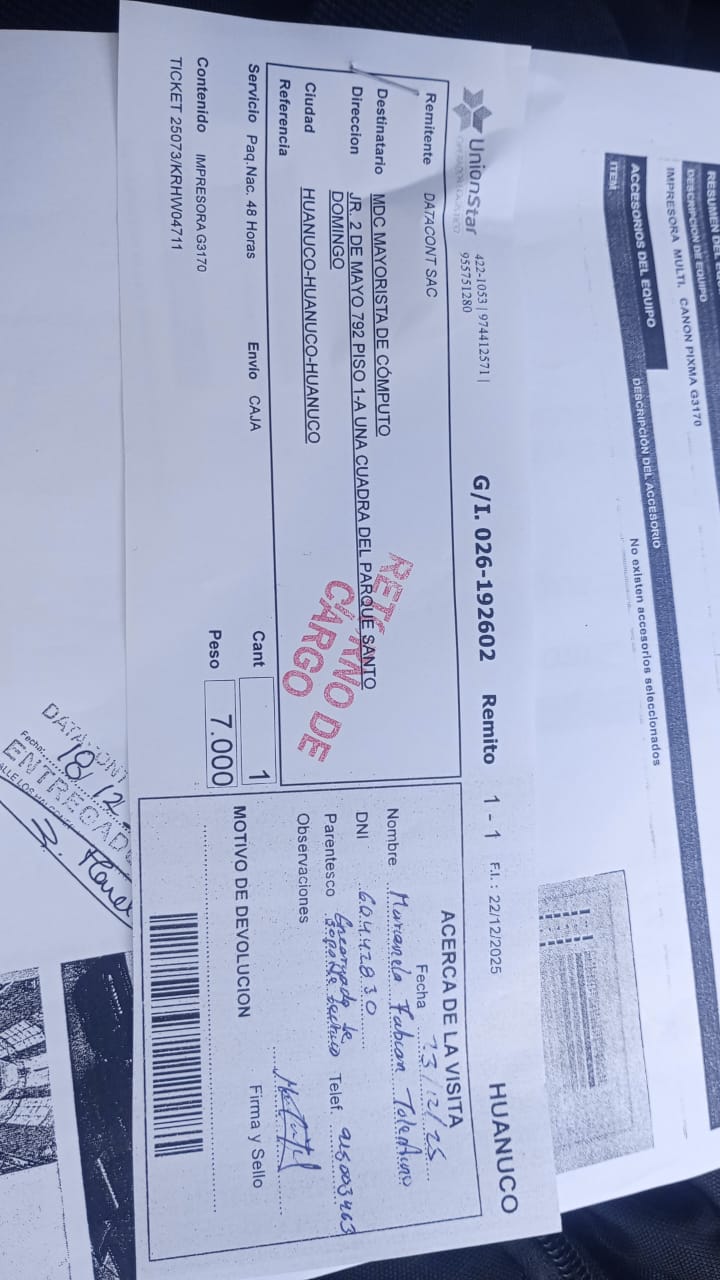 UnionStar
OPERADOR LOGISTICO
422-1053 | 974412571 |
955751280
G/I. 026-192602 Remito 1 - 1 F.I.: 22/12/2025 HUANUCO
Remitente DATACONT SAC
Destinatario MDC MAYORISTA DE CÓMPUTO
Direccion JR. 2 DE MAYO 792 PISO 1-A UNA CUADRA DEL PARQUE SANTO
DOMINGO
Ciudad HUANUCO-HUANUCO-HUANUCO
Referencia
RETORNO DE
CARGO
Servicio Paq.Nac. 48 Horas Envio CAJA Cant 1
Contenido IMPRESORA G3170 Peso 7.000
TICKET 25073/KRHW04711
ACERCA DE LA VISITA
Fecha 23/12/25
Nombre Marianela Fabian Tolentino
DNI 60442830
Parentesco Encargada de
soporte tecnico Telef.
Observaciones
MOTIVO DE DEVOLUCION Firma y Sello
RESUMEN DEL
DESCRIPCION DE EQUIPO
IMPRESORA MULTI. CANON PIXMA G3170
ACCESORIOS DEL EQUIPO
ITEM DESCRIPCIÓN DEL ACCESORIO
No existen accesorios seleccionados
DATACONT
Fecha: 18/12
ENTREGADO